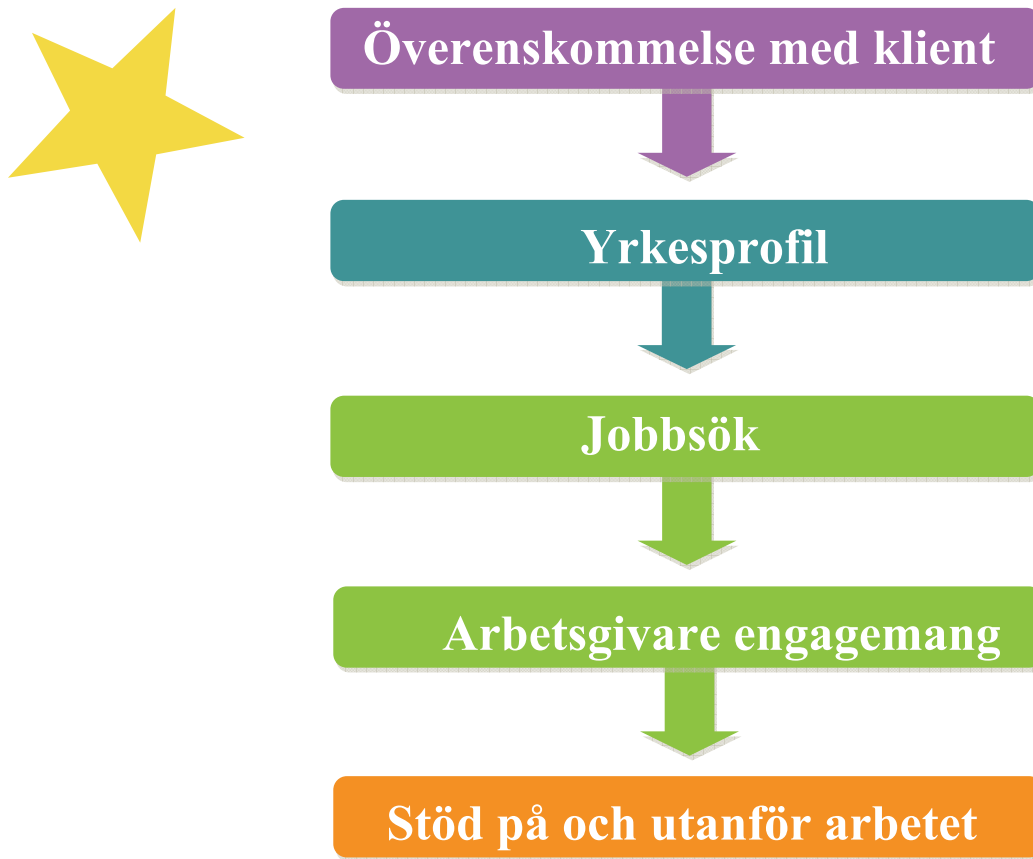 Överenskommelse med klient
Yrkesprofil
Jobbsök
Arbetsgivare engagemang
Stöd på och utanför arbetet